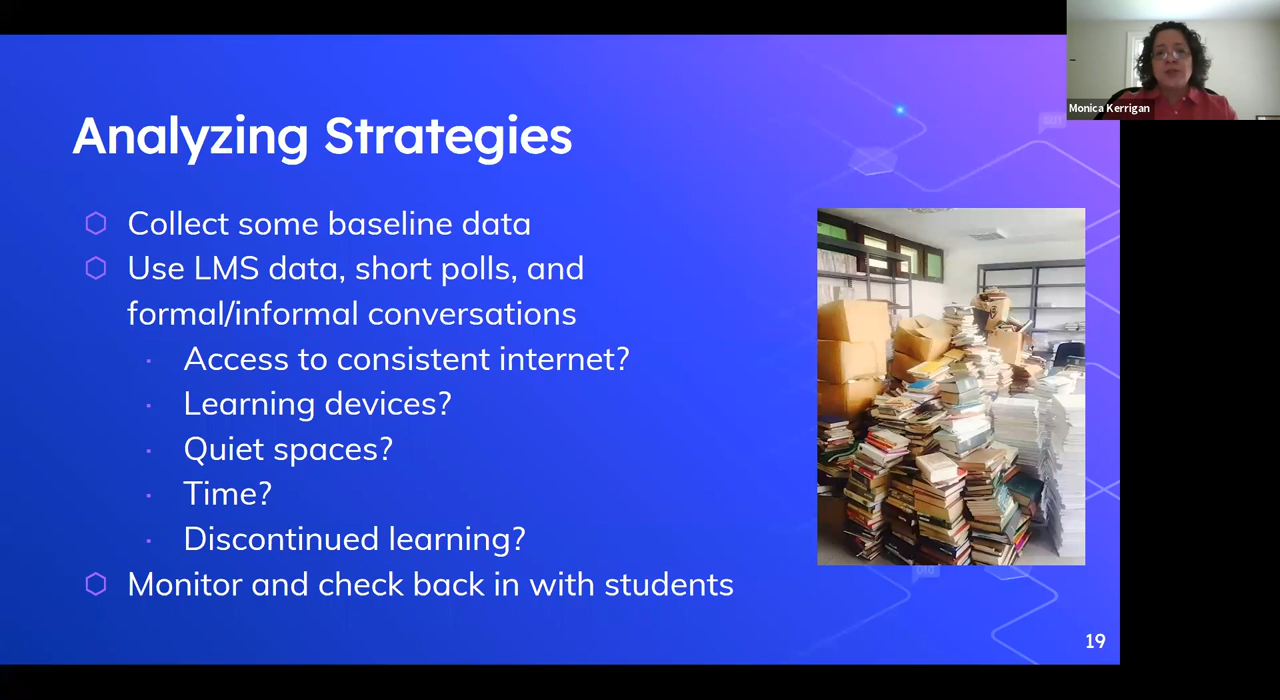 Monica Kerrigan
Analyzing Strategies
Collect some baseline data
Use LMS data, short polls, and
formal/informal conversations
Access to consistent internet?
Learning devices?
Quiet spaces?
Time?
Discontinued learning?
Monitor and check back in with students
19